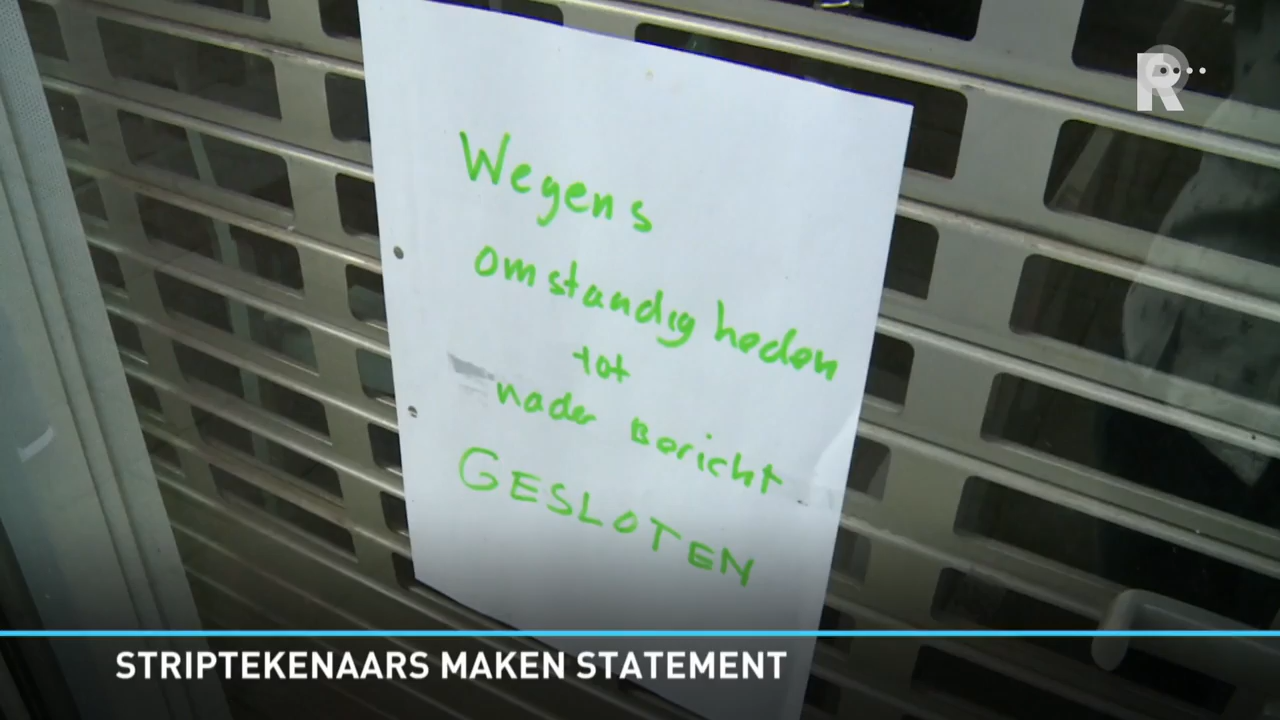 R
Wegens
omstandigheden
tot
nader Bericht
GESLOTEN
STRIPTEKENAARS MAKEN STATEMENT